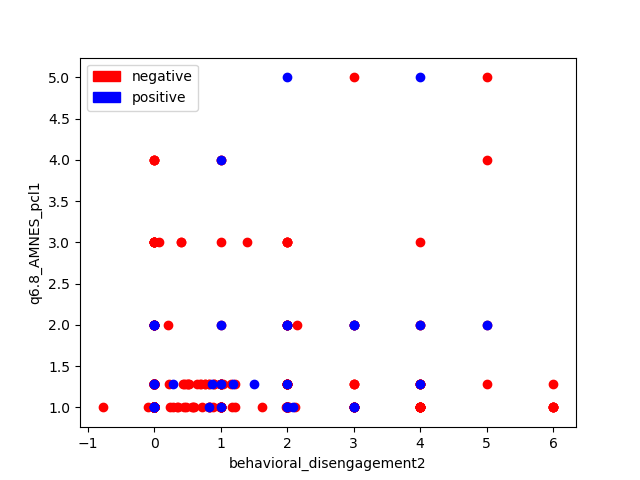 negative
positive
5.0
4.5
4.0
3.5
3.0
2.5
2.0
1.5
1.0
q6.8_AMNES_pcl1
−1 0 1 2 3 4 5 6
behavioral_disengagement2